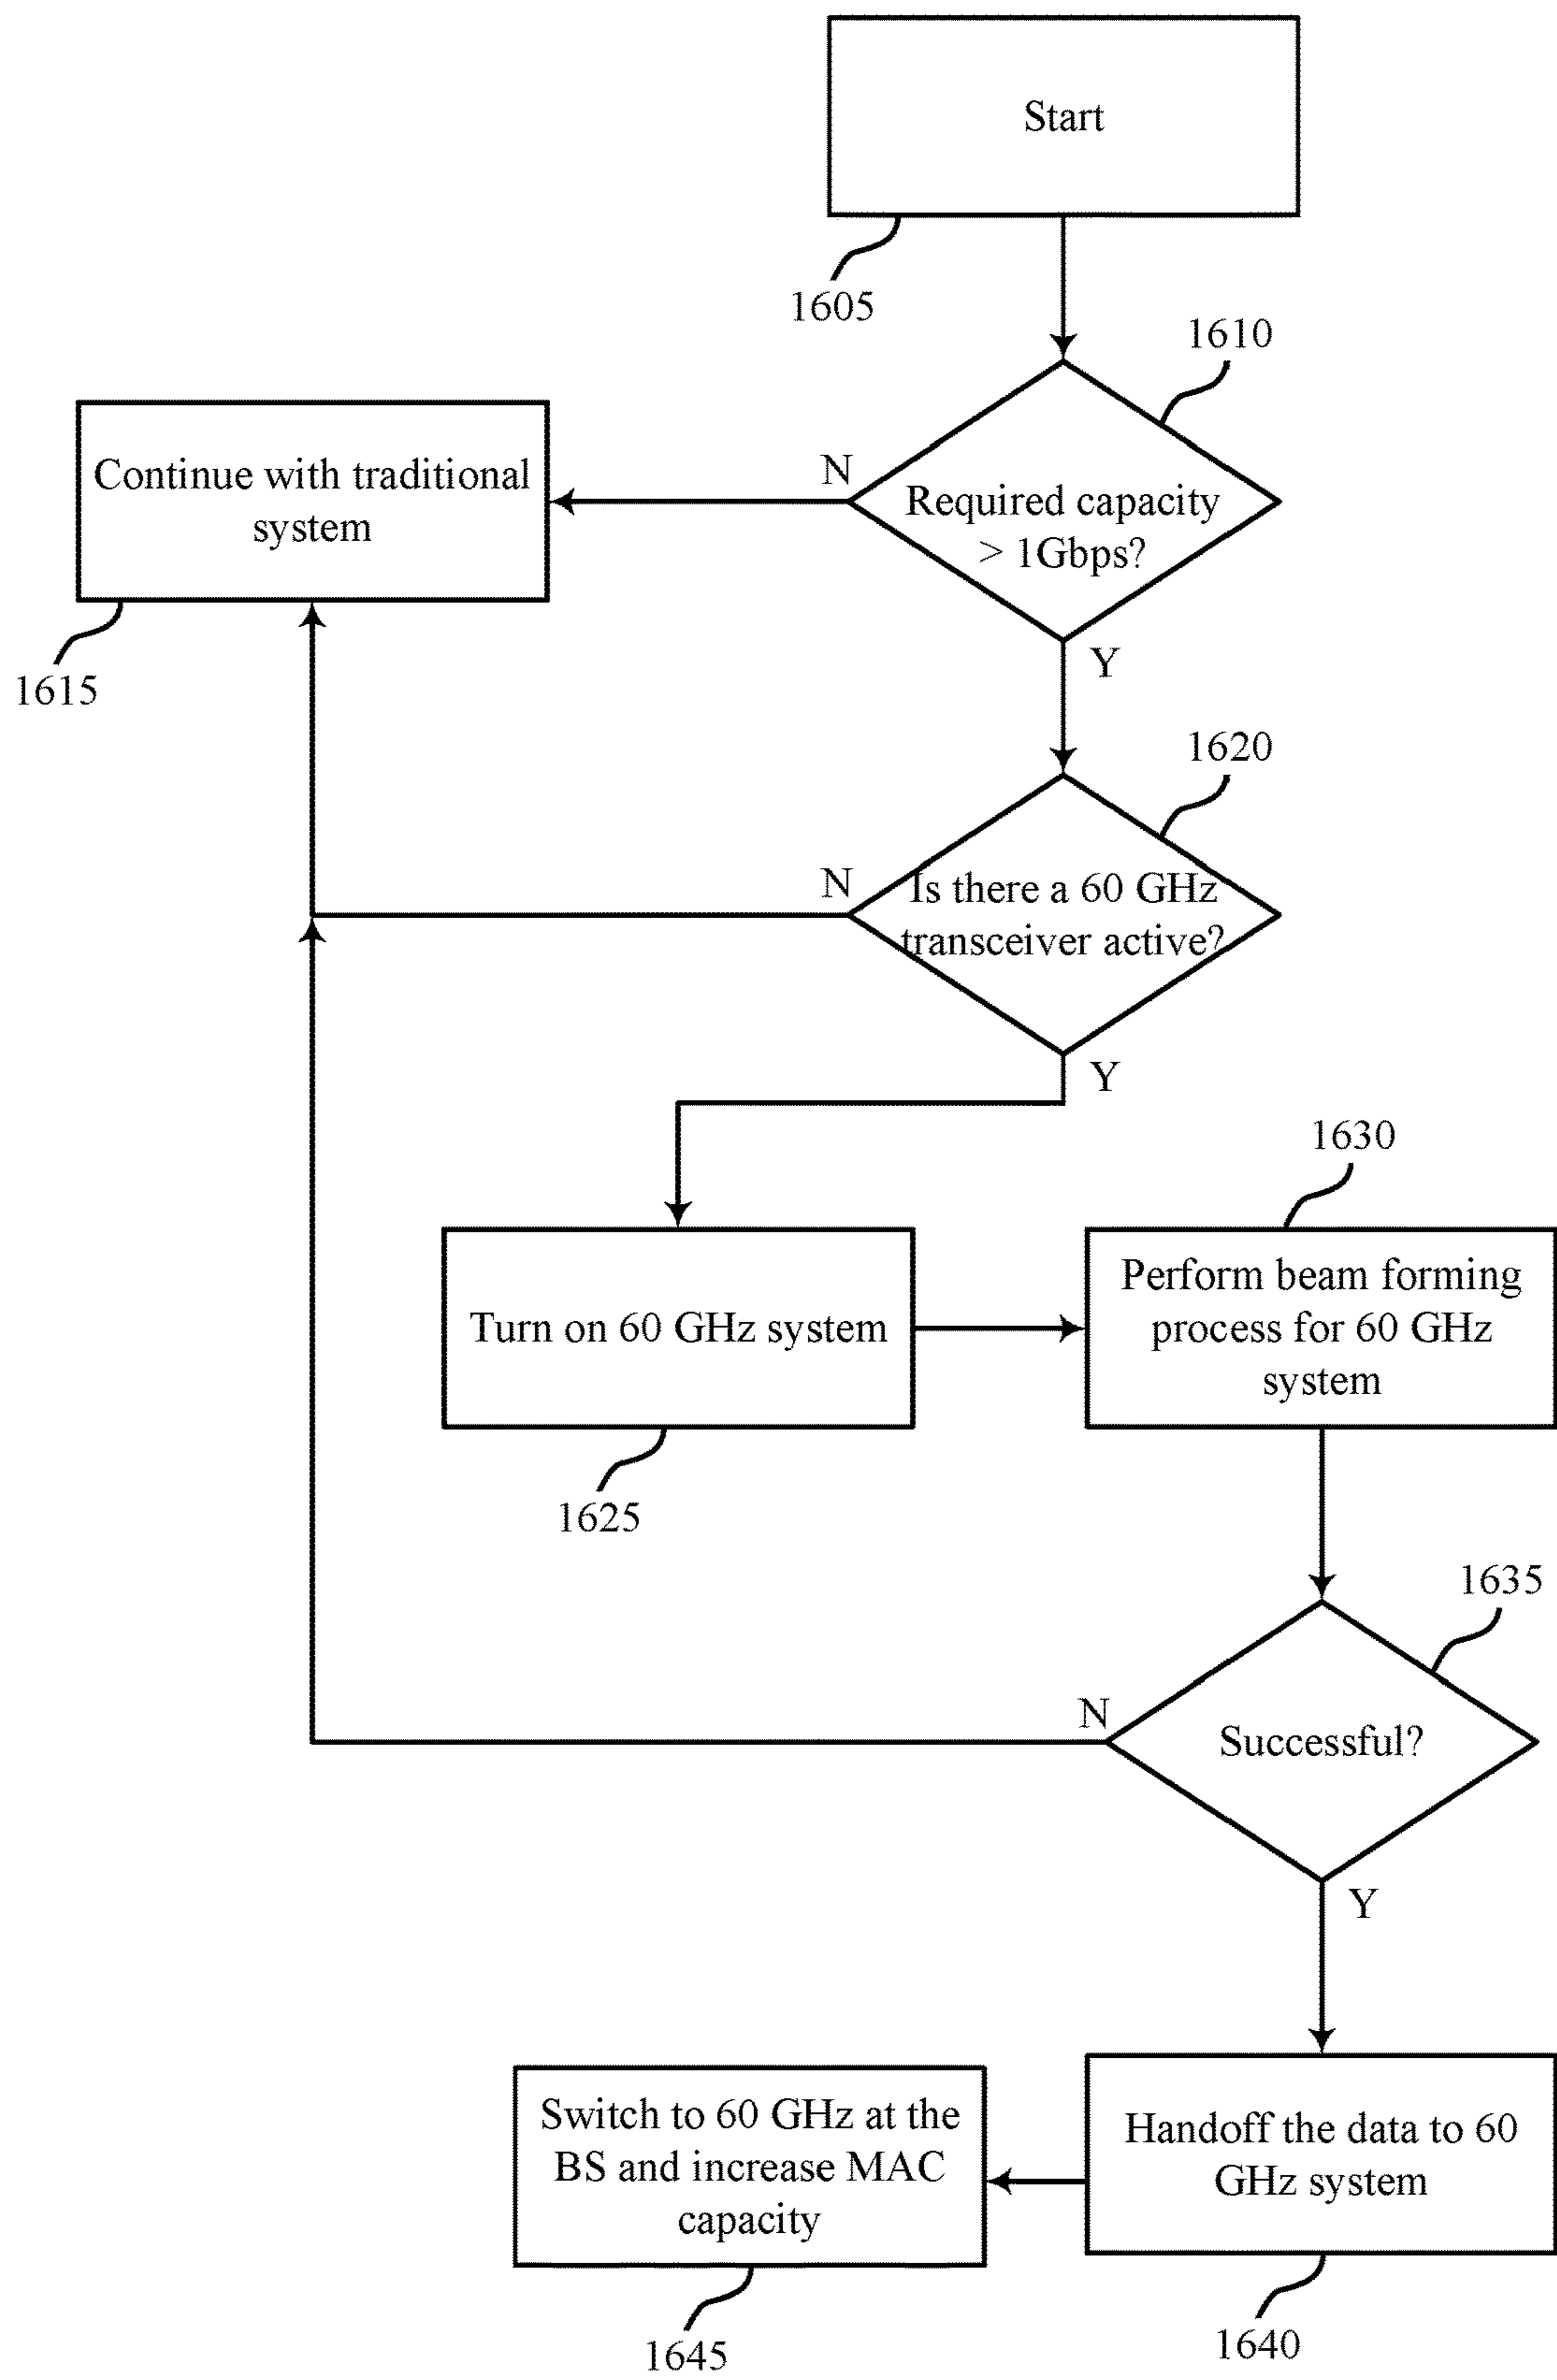 Start
1605
1610
N
Required capacity
> 1Gbps?
Y
Continue with traditional
system
1615
1620
N
Is there a 60 GHz
transceiver active?
Y
Turn on 60 GHz system
1625
1630
Perform beam forming
process for 60 GHz
system
1635
N
Successful?
Y
Handoff the data to 60
GHz system
1640
Switch to 60 GHz at the
BS and increase MAC
capacity
1645